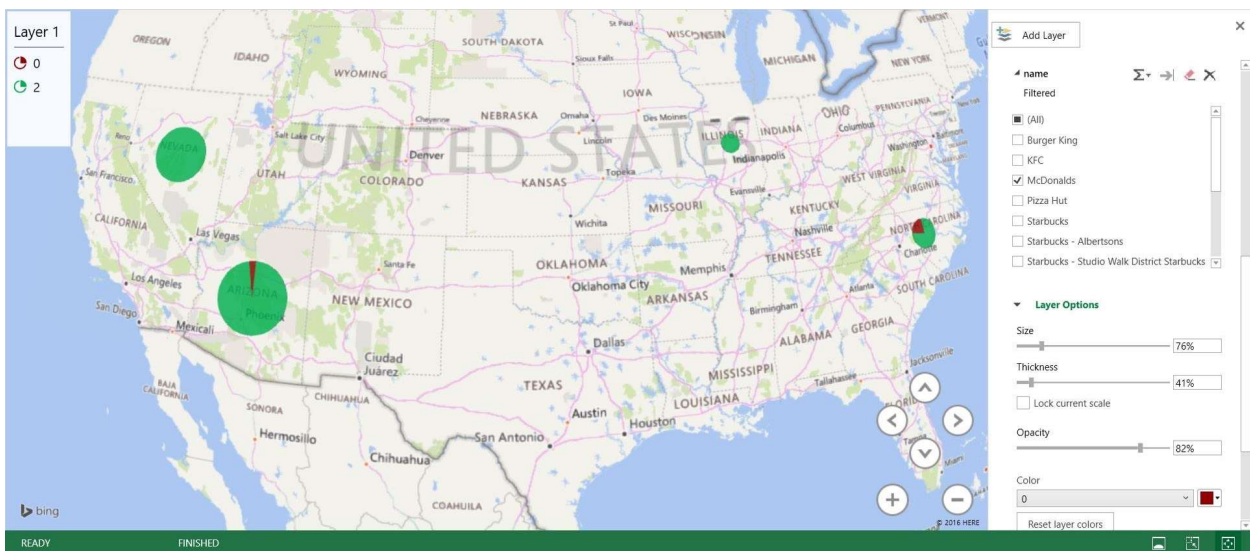 Layer 1
0
2
OREGON
IDAHO
WYOMING
SOUTH DAKOTA
St Paul
WISCONSIN
MICHIGAN
VERMONT
NEW YORK
Sioux Falls
IOWA
Cheyenne
NEBRASKA
Omaha
Des Moines
Lincoln
ILLINOIS
INDIANA
OHIO
Columbus
PENNSYLVANIA
New York
Baltimore
Washington
Reno
NEVADA
Salt Lake City
UNITED STATES
Indianapolis
Denver
Topeka
San Francisco
UTAH
COLORADO
KANSAS
Evansville
WEST VIRGINIA
VIRGINIA
MISSOURI
KENTUCKY
CALIFORNIA
Las Vegas
Wichita
Nashville
NORTH CAROLINA
Charlotte
TENNESSEE
Santa Fe
OKLAHOMA
Memphis
Los Angeles
ARIZONA
Oklahoma City
ARKANSAS
Atlanta
SOUTH CAROLINA
San Diego
Phoenix
NEW MEXICO
Birmingham
Mexicali
Dallas
ALABAMA
GEORGIA
Ciudad
Juárez
MISSISSIPPI
Jacksonville
BAJA
CALIFORNIA
TEXAS
Tallahassee
SONORA
CHIHUAHUA
LOUISIANA
Austin
Houston
Hermosillo
San Antonio
Chihuahua
Miami
COAHUILA
bing
© 2016 HERE
Add Layer
name
Filtered
(All)
Burger King
KFC
McDonalds
Pizza Hut
Starbucks
Starbucks - Albertsons
Starbucks - Studio Walk District Starbucks
Layer Options
Size
76%
Thickness
41%
Lock current scale
Opacity
82%
Color
0
Reset layer colors
READY
FINISHED